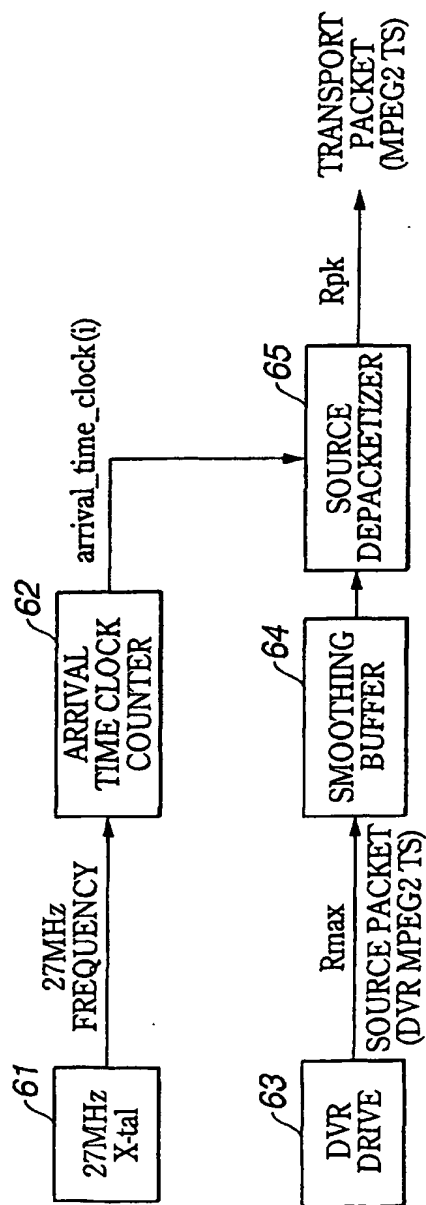 61
27MHz
X-tal
27MHz
FREQUENCY
62
ARRIVAL
TIME CLOCK
COUNTER
arrival_time_clock(i)
63
DVR
DRIVE
Rmax
SOURCE PACKET
(DVR MPEG2 TS)
64
SMOOTHING
BUFFER
65
SOURCE
DEPACKETIZER
Rpk
TRANSPORT
PACKET
(MPEG2 TS)